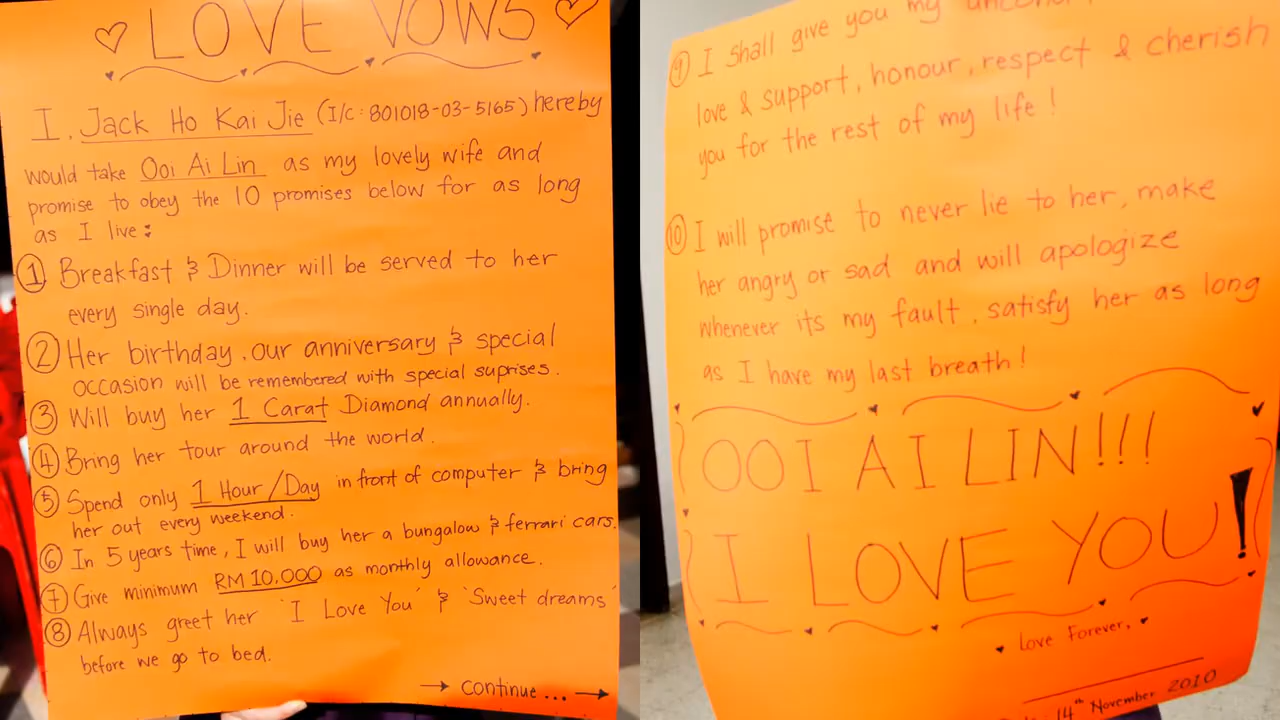 LOVE VOWS
I, Jack Ho Kai Jie (I/c: 801018-03-5165) hereby
would take Ooi Ai Lin as my lovely wife and
promise to obey the 10 promises below for as long
as I live:
① Breakfast & Dinner will be served to her
every single day.
② Her birthday, our anniversary & special
occasion will be remembered with special suprises.
③ Will buy her 1 Carat Diamond annually.
④ Bring her tour around the world.
⑤ Spend only 1 Hour/Day in front of computer & bring
her out every weekend.
⑥ In 5 years time, I will buy her a bungalow & ferrari cars.
⑦ Give minimum RM 10,000 as monthly allowance.
⑧ Always greet her 'I Love You' & 'Sweet dreams'
before we go to bed.
→ continue... →
⑨ I shall give you my
love & support, honour, respect & cherish
you for the rest of my life!
⑩ I will promise to never lie to her, make
her angry or sad and will apologize
whenever its my fault, satisfy her as long
as I have my last breath!
OOI AI LIN!!!
I LOVE YOU!
Love Forever,
14th November 2010